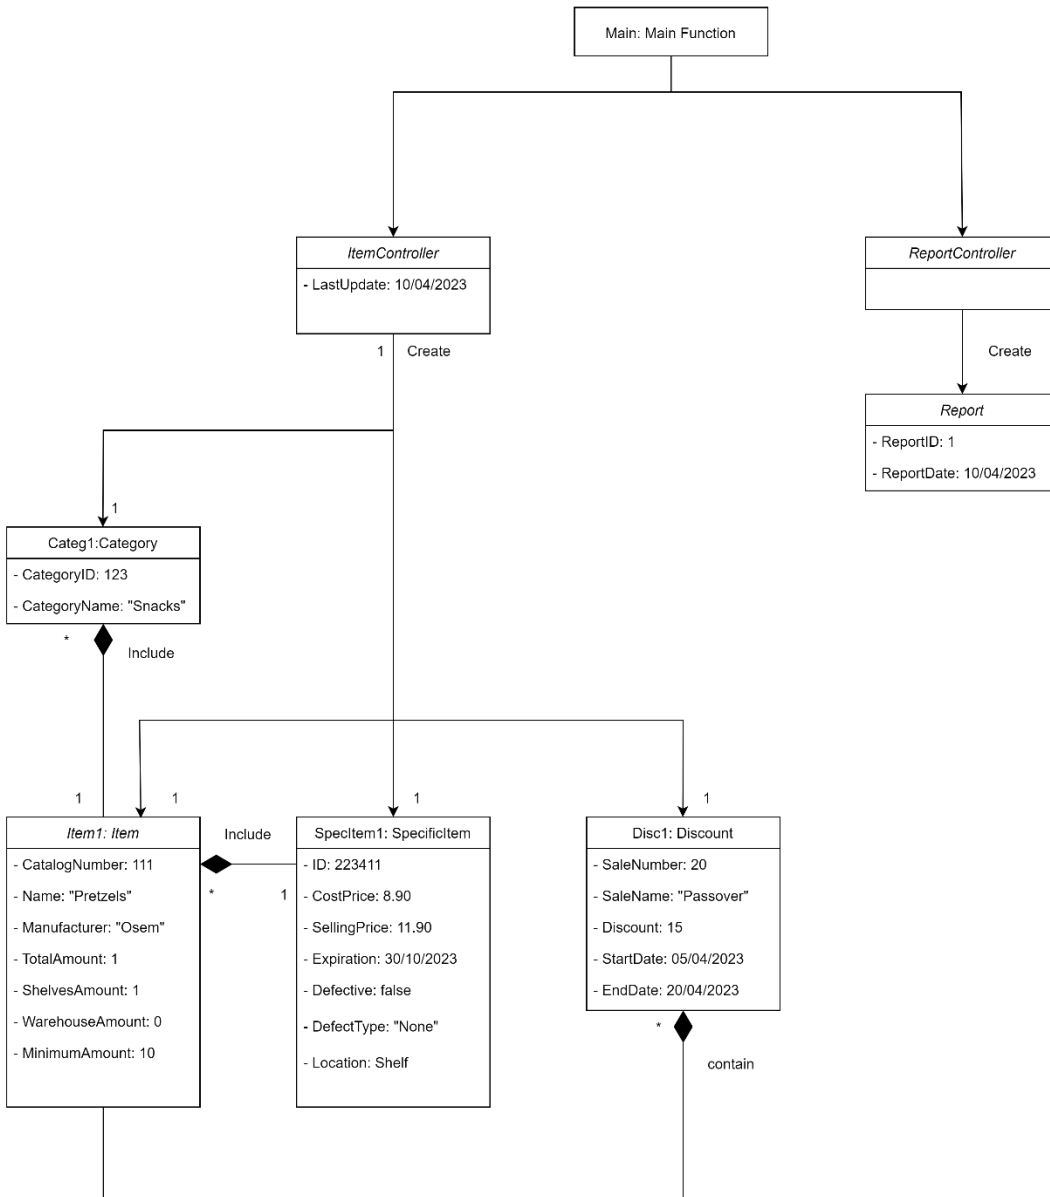 Main: Main Function
ItemController
- LastUpdate: 10/04/2023
ReportController
1 Create
Create
Report
- ReportID: 1
- ReportDate: 10/04/2023
1
Categ1:Category
- CategoryID: 123
- CategoryName: "Snacks"
*
Include
1
1
1
1
Item1: Item
- CatalogNumber: 111
- Name: "Pretzels"
- Manufacturer: "Osem"
- TotalAmount: 1
- ShelvesAmount: 1
- WarehouseAmount: 0
- MinimumAmount: 10
Include
*
1
SpecItem1: SpecificItem
- ID: 223411
- CostPrice: 8.90
- SellingPrice: 11.90
- Expiration: 30/10/2023
- Defective: false
- DefectType: "None"
- Location: Shelf
Disc1: Discount
- SaleNumber: 20
- SaleName: "Passover"
- Discount: 15
- StartDate: 05/04/2023
- EndDate: 20/04/2023
*
contain